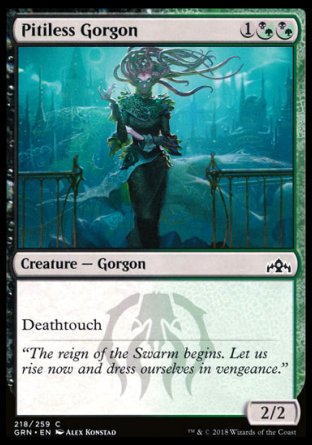 Pitiless Gorgon 1
Creature — Gorgon
Deathtouch
"The reign of the Swarm begins. Let us
rise now and dress ourselves in vengeance."
2/2
218/259 C
GRN • EN Alex Konstad ™ & © 2018 Wizards of the Coast